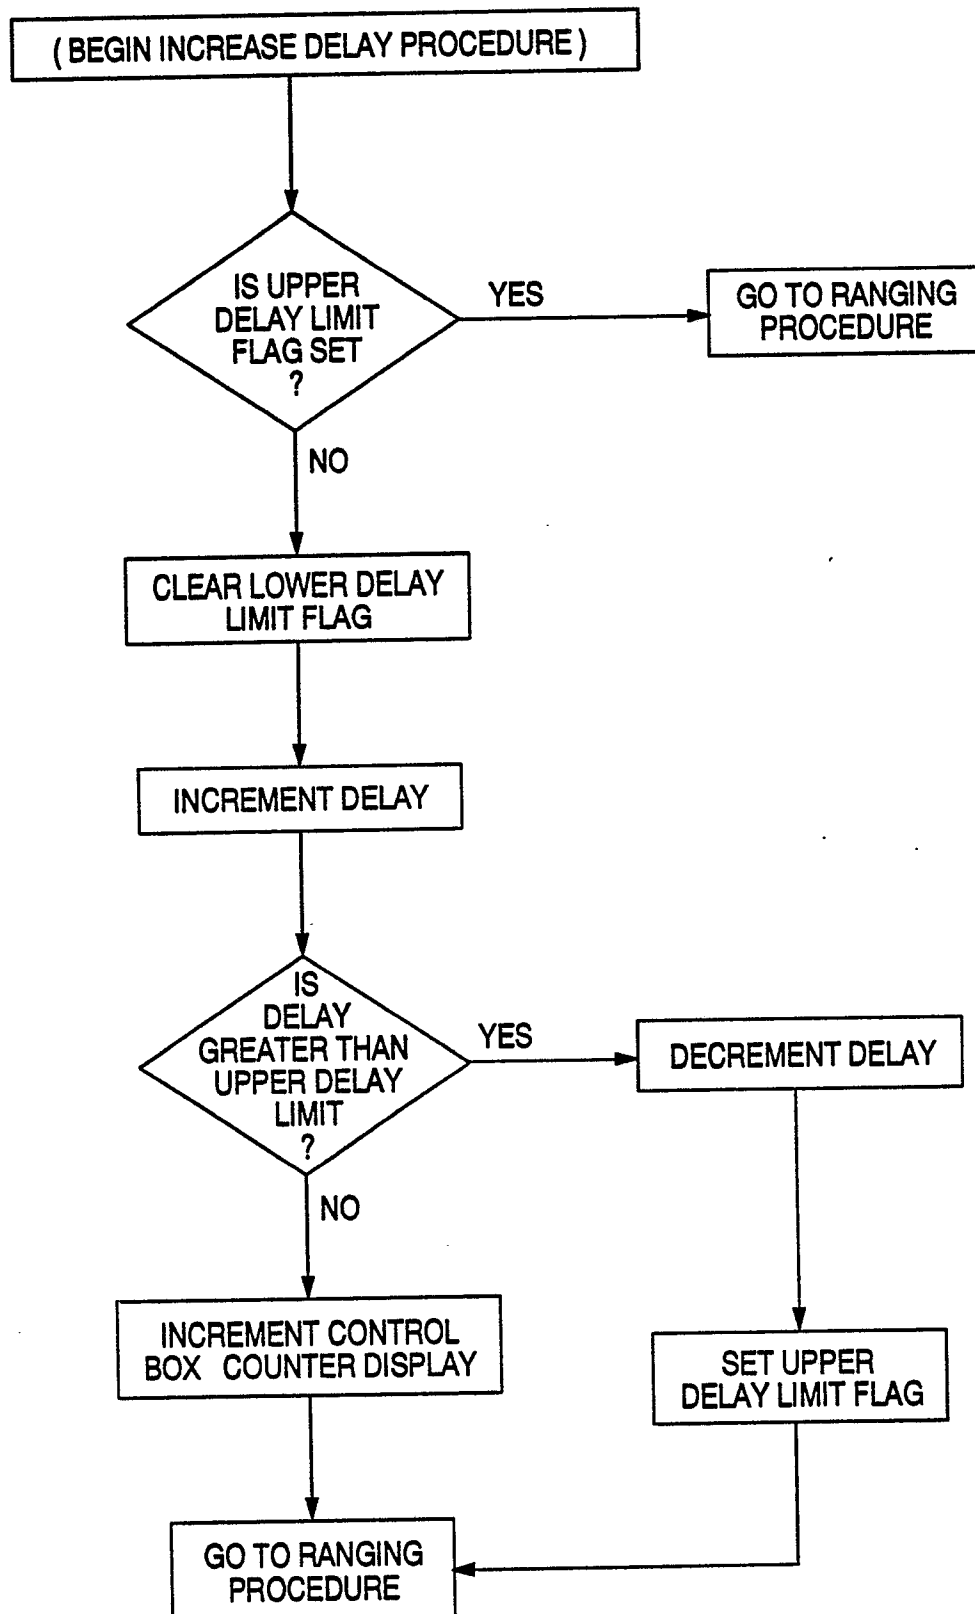 ( BEGIN INCREASE DELAY PROCEDURE )
IS UPPER
DELAY LIMIT
FLAG SET
?
YES
GO TO RANGING
PROCEDURE
NO
CLEAR LOWER DELAY
LIMIT FLAG
INCREMENT DELAY
IS
DELAY
GREATER THAN
UPPER DELAY
LIMIT
?
YES
DECREMENT DELAY
NO
INCREMENT CONTROL
BOX COUNTER DISPLAY
SET UPPER
DELAY LIMIT FLAG
GO TO RANGING
PROCEDURE